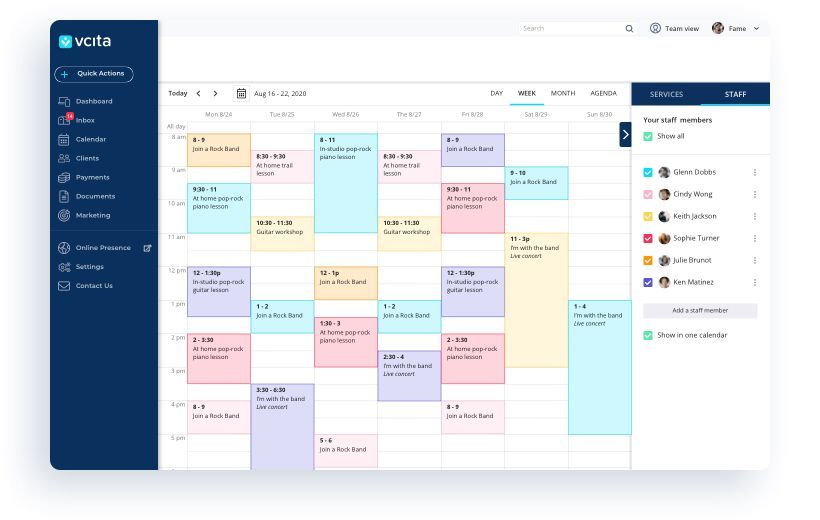 vcita
Search
Team view
Fame
Quick Actions
Dashboard
14
Inbox
Calendar
Clients
Payments
Documents
Marketing
Online Presence
Settings
Contact Us
Today
Aug 16 - 22, 2020
DAY
WEEK
MONTH
AGENDA
Mon 8/24
Tue 8/25
Wed 8/26
The 8/27
Fri 8/28
Sat 8/29
Sun 8/30
All day
8 am
9 am
10 am
11 am
12 pm
1 pm
2 pm
3 pm
4 pm
5 pm
8 - 9
Join a Rock Band
9:30 - 11
At home pop-rock
piano lesson
12 - 1:30p
In-studio pop-rock
guitar lesson
2 - 3:30
At home pop-rock
piano lesson
8 - 9
Join a Rock Band
8:30 - 9:30
At home trail
lesson
10:30 - 11:30
Guitar workshop
1 - 2
Join a Rock Band
3:30 - 6:30
I'm with the band
Live concert
8 - 11
In-studio pop-rock
piano lesson
12 - 1p
Join a Rock Band
1:30 - 3
At home pop-rock
piano lesson
5 - 6
Join a Rock Band
8:30 - 9:30
At home trail
lesson
10:30 - 11:30
Guitar workshop
1 - 2
Join a Rock Band
2:30 - 4
I'm with the band
Live concert
8 - 9
Join a Rock Band
9:30 - 11
At home pop-rock
piano lesson
12 - 1:30p
In-studio pop-rock
guitar lesson
2 - 3:30
At home pop-rock
piano lesson
8 - 9
Join a Rock Band
9 - 10
Join a Rock Band
11 - 3p
I'm with the band
Live concert
1 - 4
I'm with the band
Live concert
SERVICES
STAFF
Your staff members
Show all
Glenn Dobbs
Cindy Wong
Keith Jackson
Sophie Turner
Julie Brunot
Ken Matinez
Add a staff member
Show in one calendar